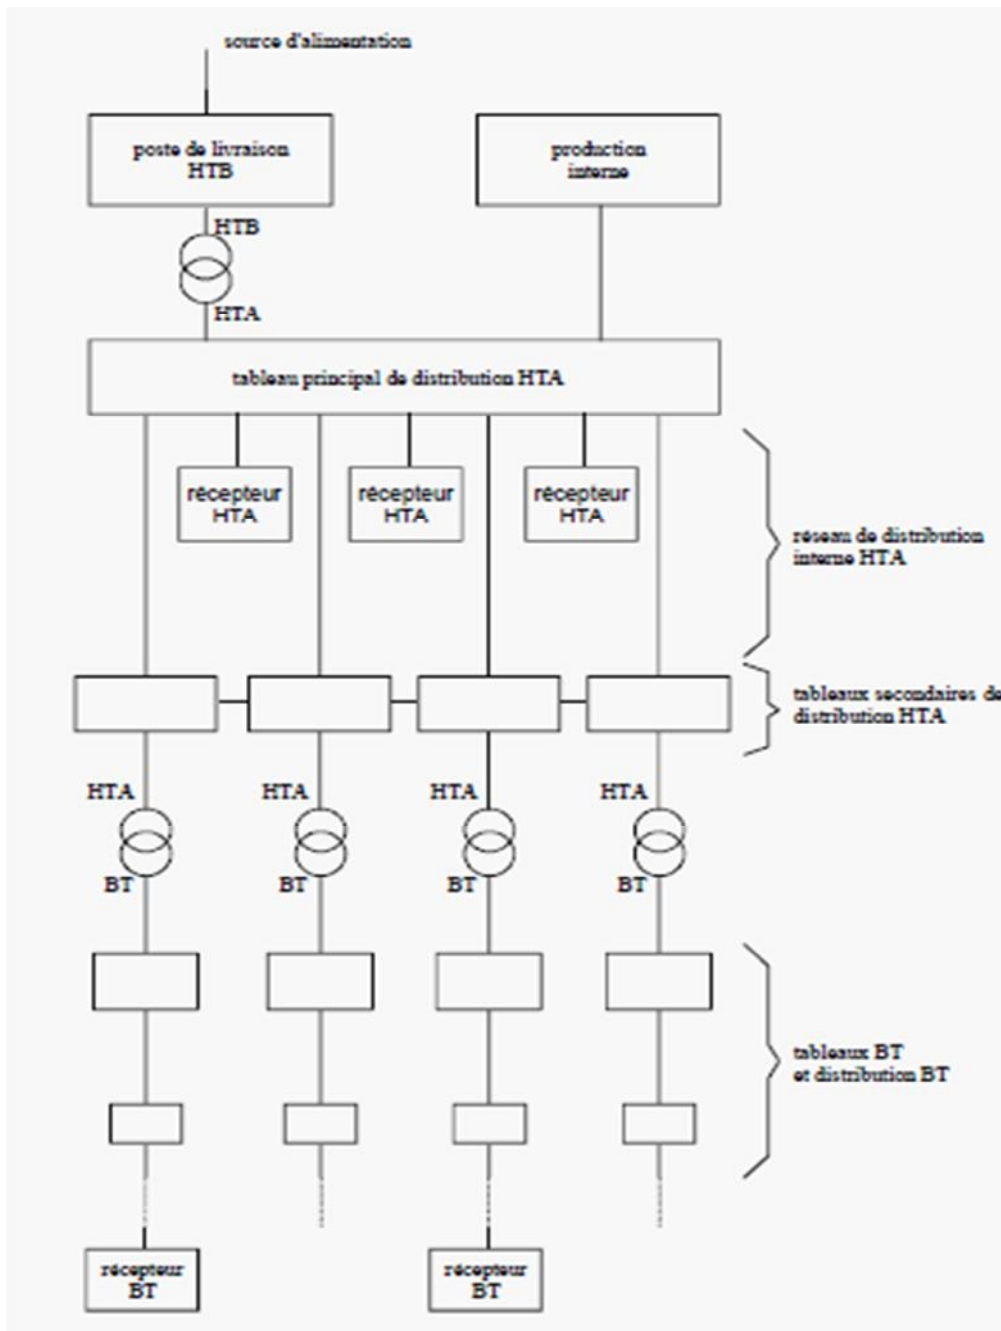 source d'alimentation
poste de livraison
HTB
production
interne
HTB
HTA
tableau principal de distribution HTA
récepteur
HTA
récepteur
HTA
récepteur
HTA
réseau de distribution
interne HTA
tableaux secondaires de
distribution HTA
HTA
HTA
HTA
HTA
BT
BT
BT
BT
tableaux BT
et distribution BT
récepteur
BT
récepteur
BT